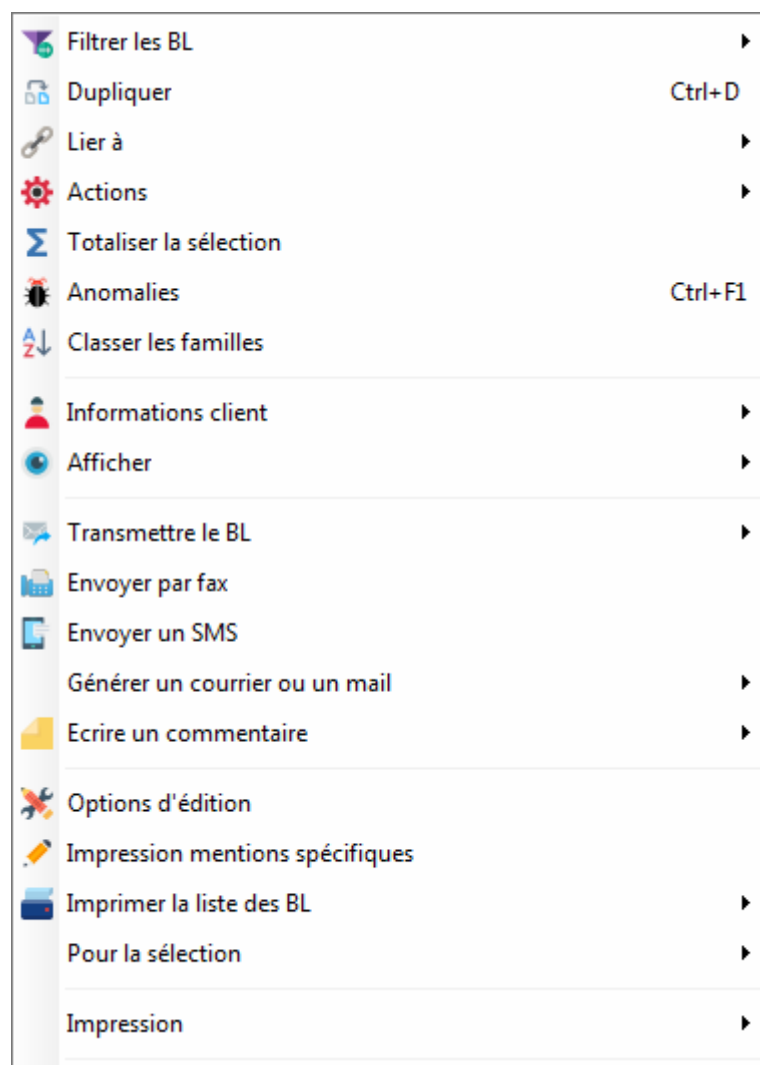 Filtrer les BL
Dupliquer Ctrl+D
Lier à
Actions
Totaliser la sélection
Anomalies Ctrl+F1
Classer les familles
Informations client
Afficher
Transmettre le BL
Envoyer par fax
Envoyer un SMS
Générer un courrier ou un mail
Ecrire un commentaire
Options d'édition
Impression mentions spécifiques
Imprimer la liste des BL
Pour la sélection
Impression